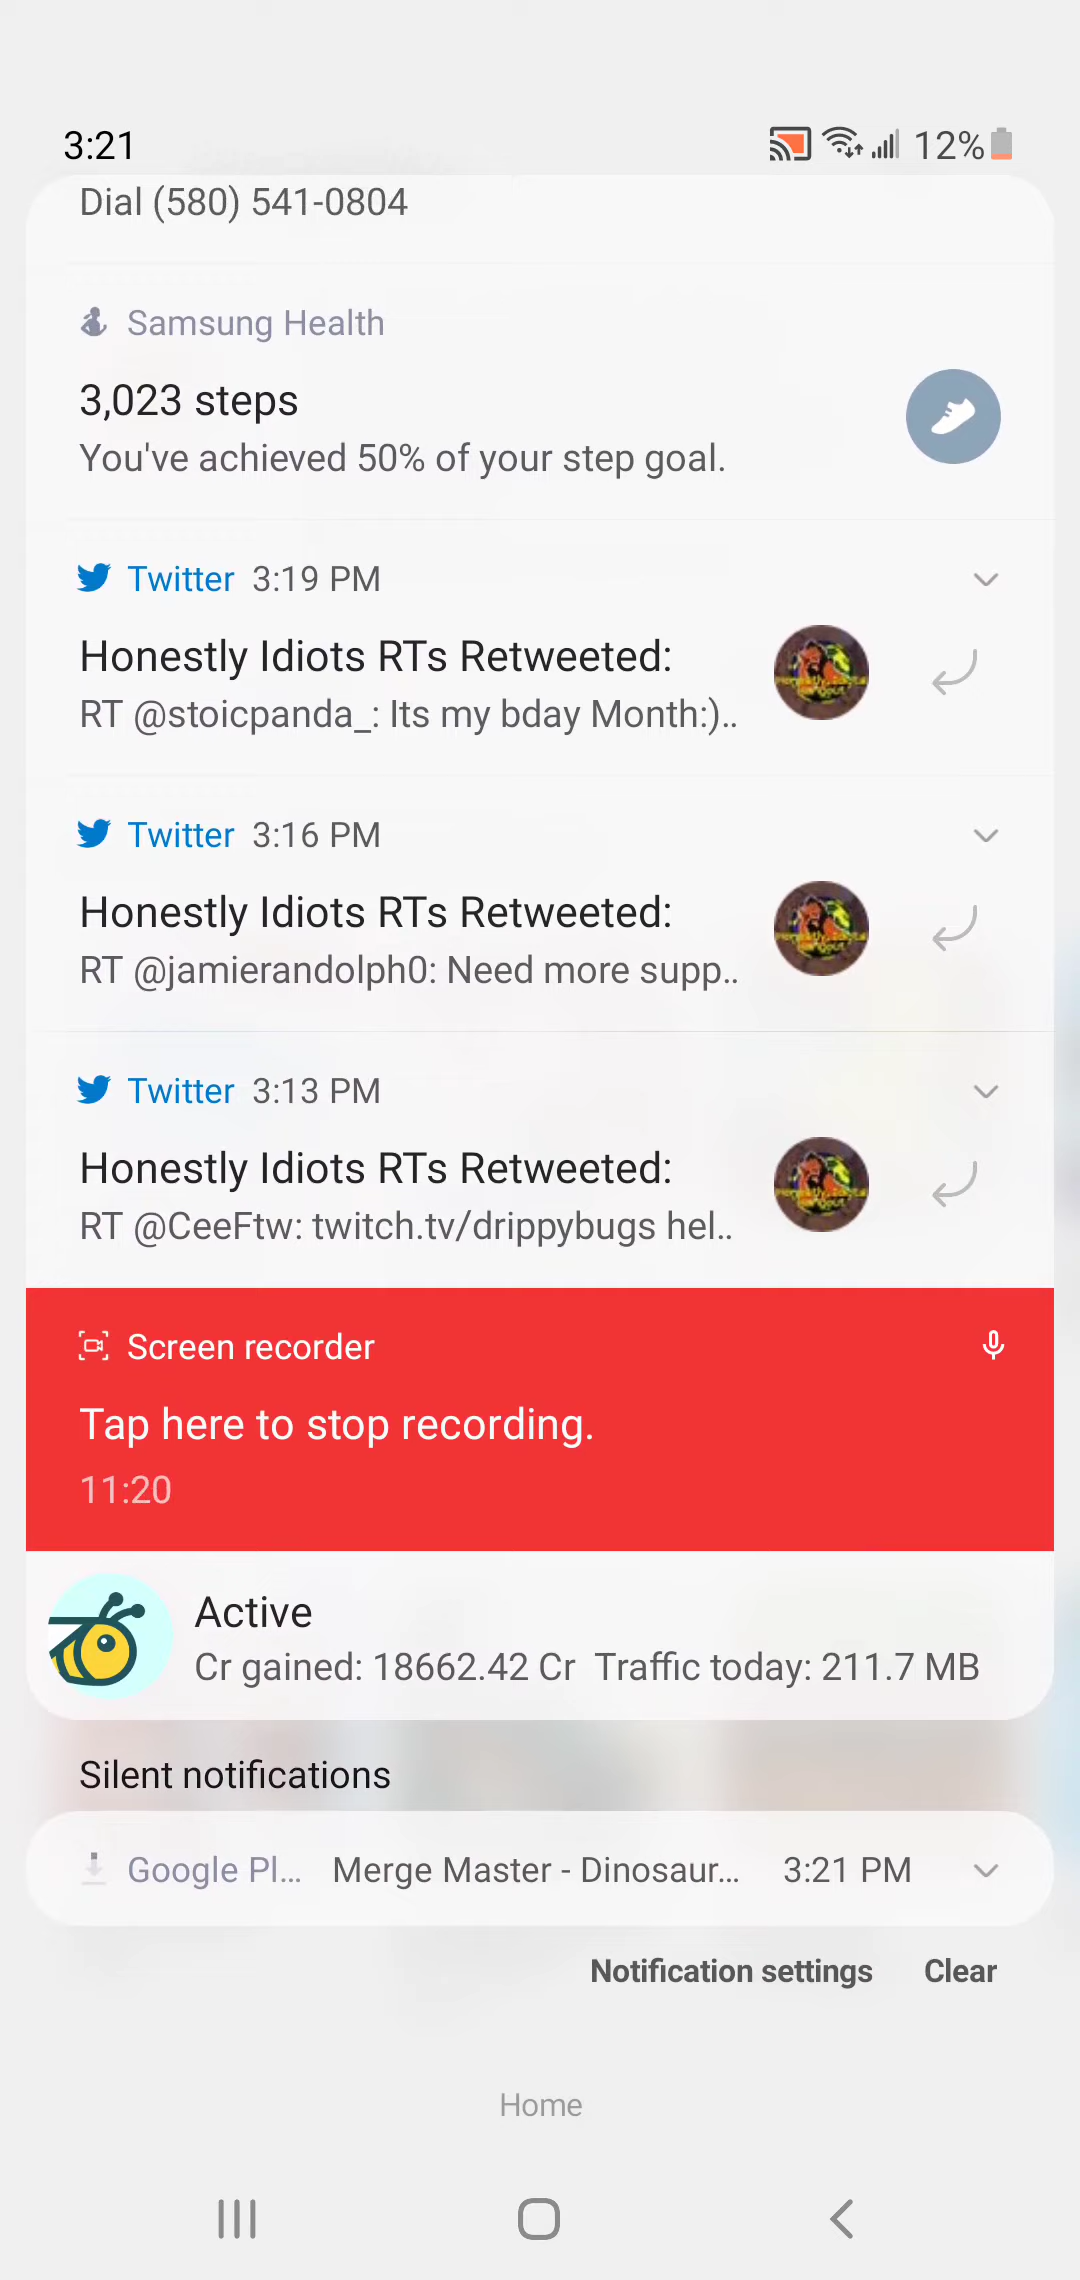 3:21
12%
Dial (580) 541-0804
Samsung Health
3,023 steps
You've achieved 50% of your step goal.
Twitter 3:19 PM
Honestly Idiots RTs Retweeted:
RT @stoicpanda_: Its my bday Month:)..
Twitter 3:16 PM
Honestly Idiots RTs Retweeted:
RT @jamierandolph0: Need more supp..
Twitter 3:13 PM
Honestly Idiots RTs Retweeted:
RT @CeeFtw: twitch.tv/drippybugs hel..
Screen recorder
Tap here to stop recording.
11:20
Active
Cr gained: 18662.42 Cr Traffic today: 211.7 MB
Silent notifications
Google Pl... Merge Master - Dinosaur... 3:21 PM
Notification settings Clear
Home